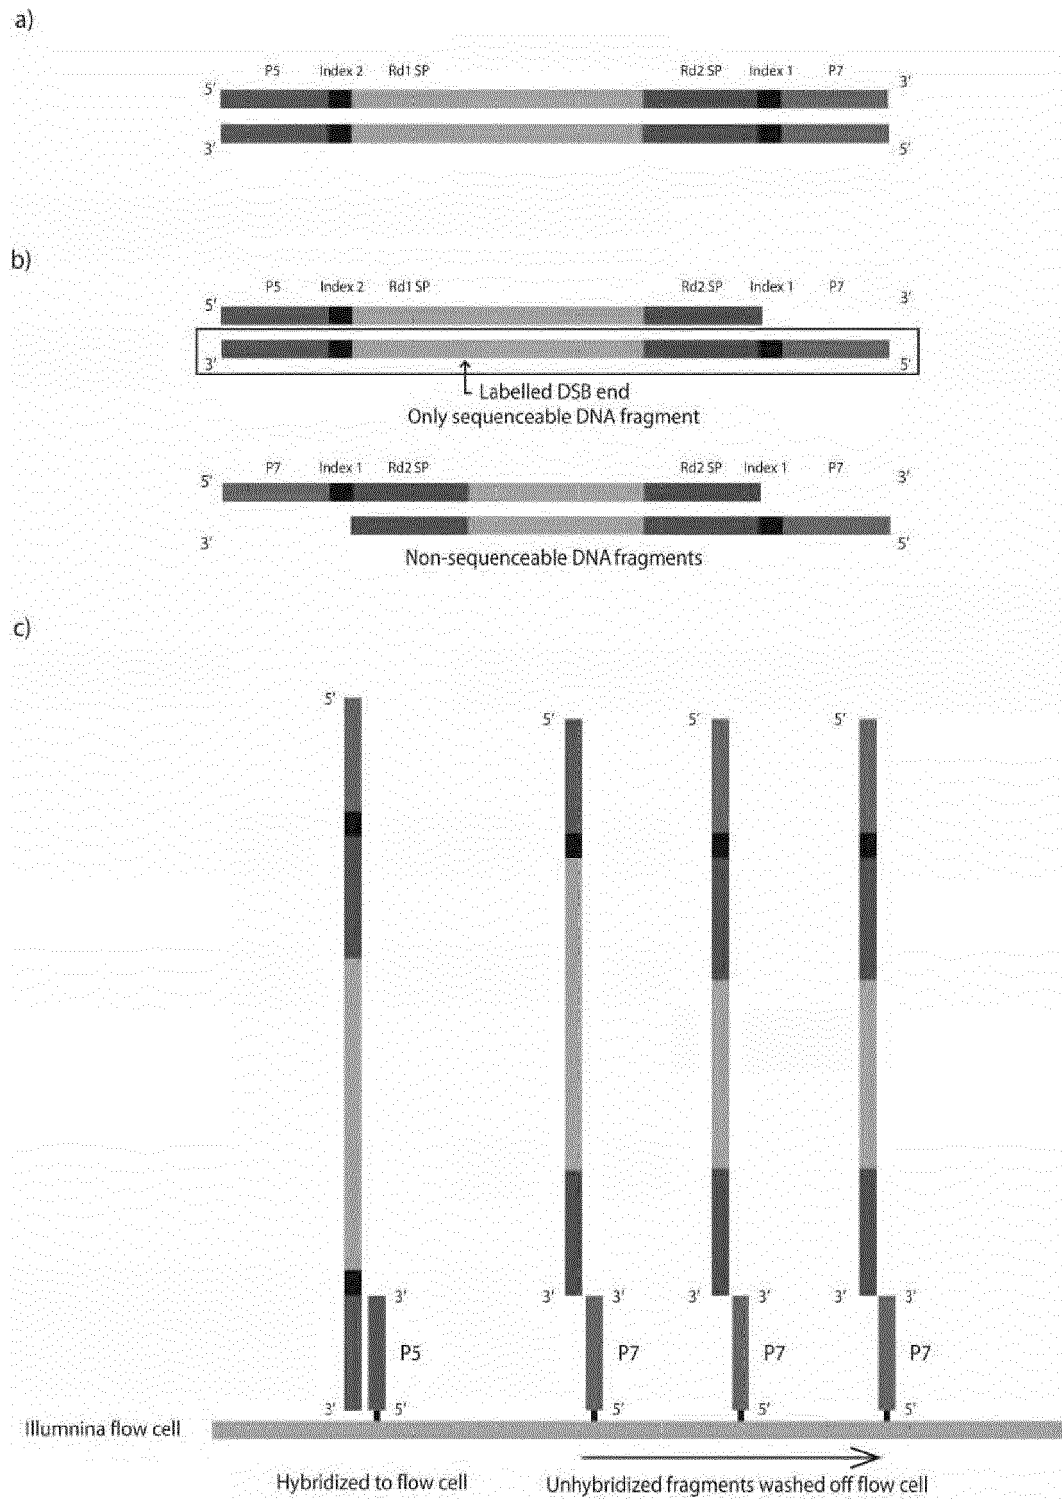 a)
P5 Index 2 Rd1 SP Rd2 SP Index 1 P7
5' 3'
3' 5'
b)
P5 Index 2 Rd1 SP Rd2 SP Index 1 P7
5' 3'
3' 5'
Labelled DSB end
Only sequenceable DNA fragment
P7 Index 1 Rd2 SP Rd2 SP Index 1 P7
5' 3'
3' 5'
Non-sequenceable DNA fragments
c)
5'
5' 5' 5'
3' 3' 3' 3' 3' 3' 3'
P5 P7 P7 P7
3' 5' 5' 5' 5'
Illumnina flow cell
Hybridized to flow cell Unhybridized fragments washed off flow cell